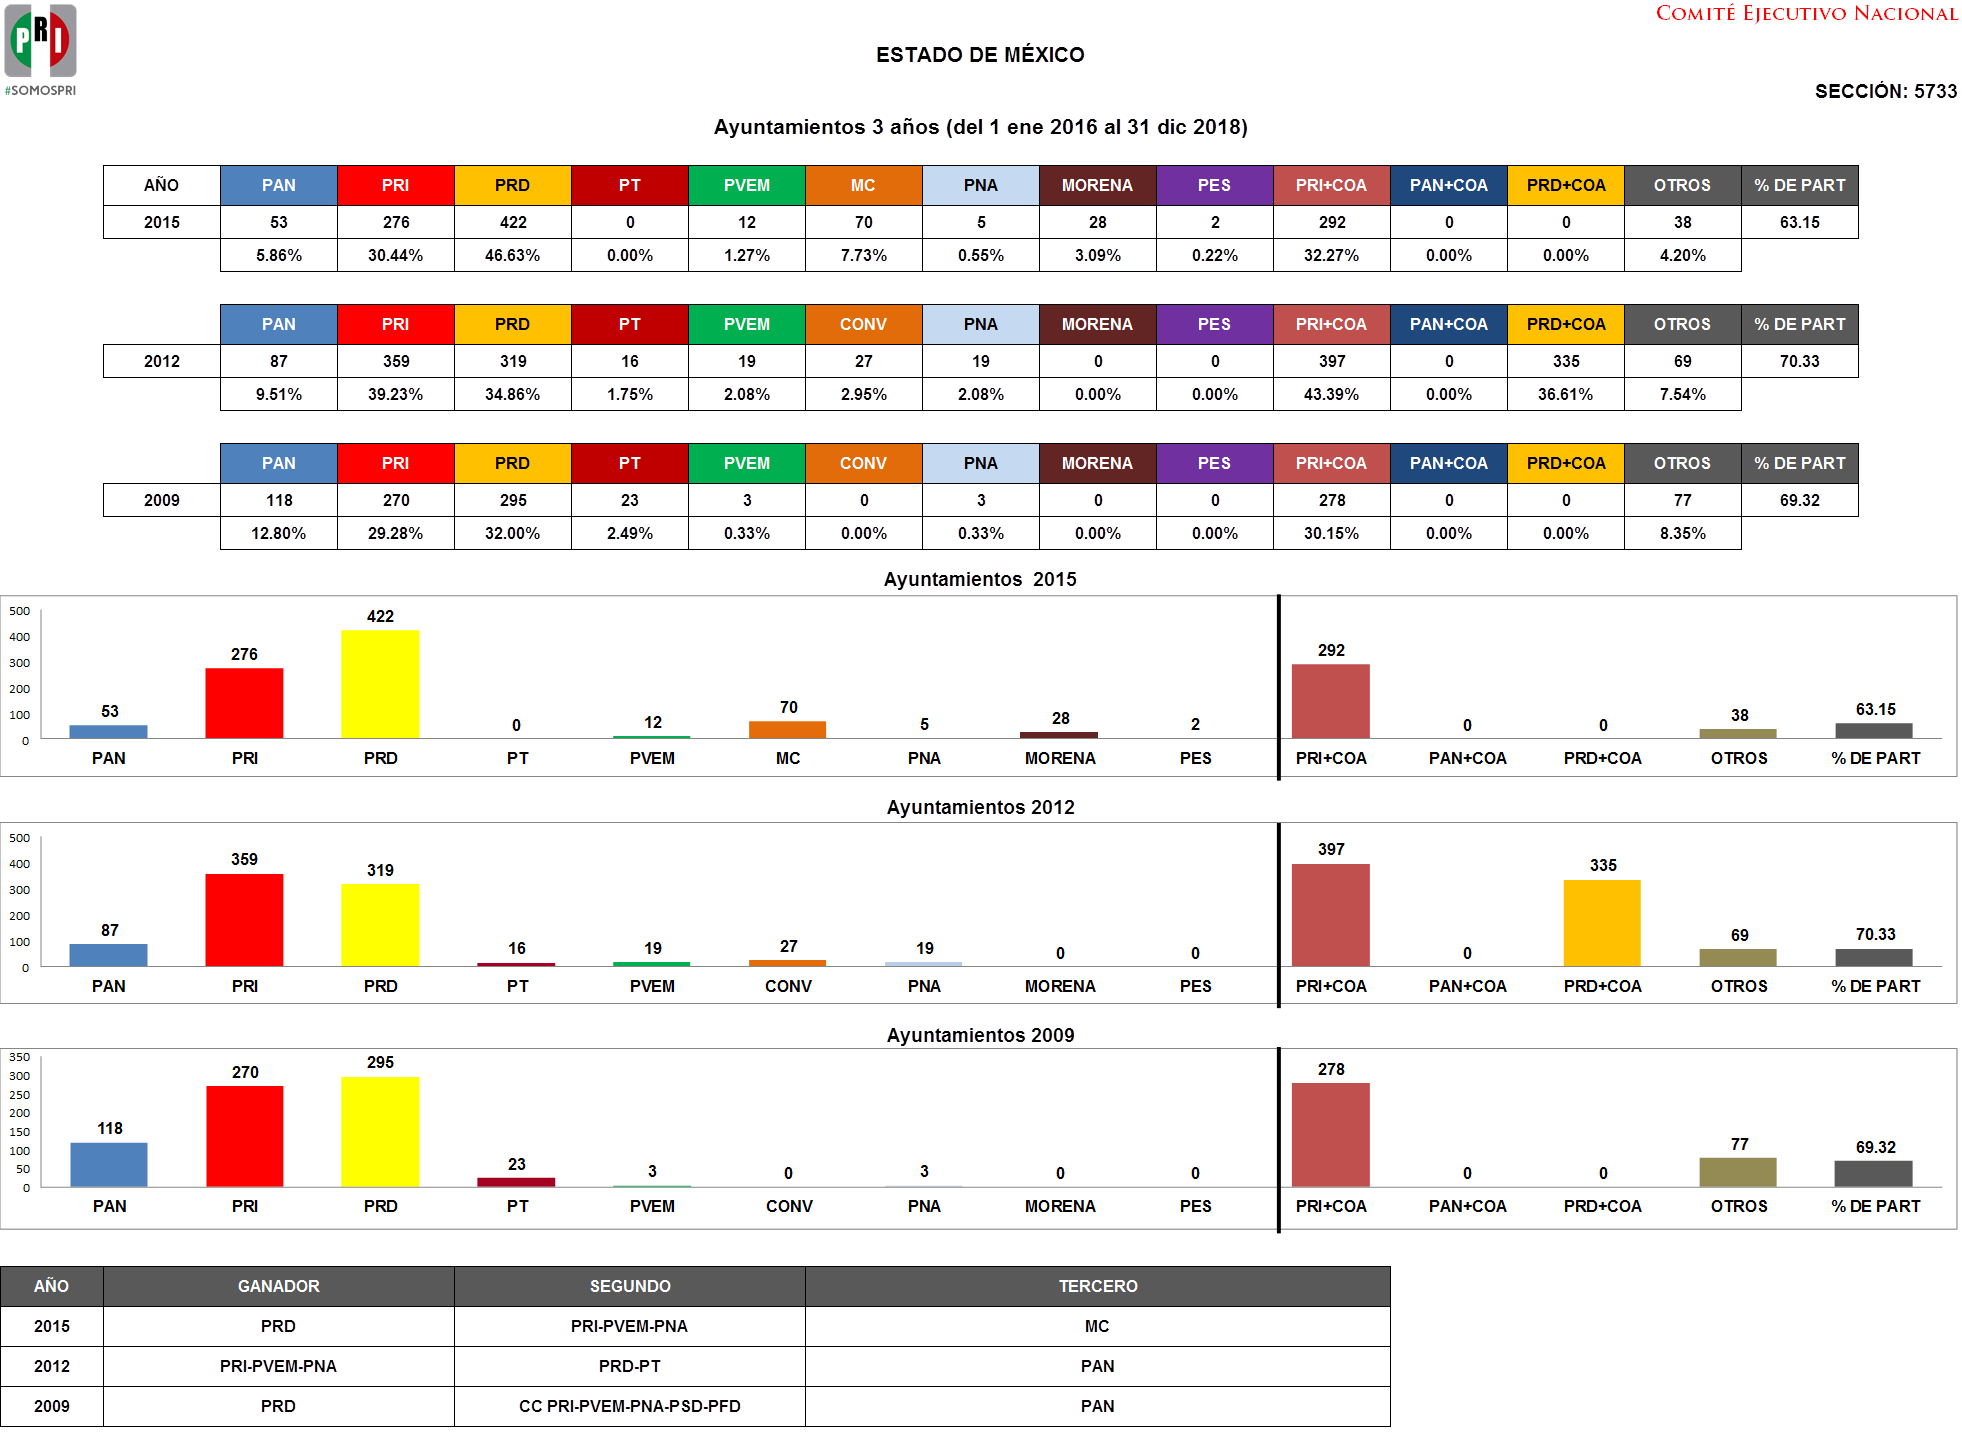 COMITÉ EJECUTIVO NACIONAL
PRI
#SOMOSPRI
ESTADO DE MÉXICO
SECCIÓN: 5733
Ayuntamientos 3 años (del 1 ene 2016 al 31 dic 2018)
AÑO PAN PRI PRD PT PVEM MC PNA MORENA PES PRI+COA PAN+COA PRD+COA OTROS % DE PART
2015 53 276 422 0 12 70 5 28 2 292 0 0 38 63.15
5.86% 30.44% 46.63% 0.00% 1.27% 7.73% 0.55% 3.09% 0.22% 32.27% 0.00% 0.00% 4.20%
PAN PRI PRD PT PVEM CONV PNA MORENA PES PRI+COA PAN+COA PRD+COA OTROS % DE PART
2012 87 359 319 16 19 27 19 0 0 397 0 335 69 70.33
9.51% 39.23% 34.86% 1.75% 2.08% 2.95% 2.08% 0.00% 0.00% 43.39% 0.00% 36.61% 7.54%
PAN PRI PRD PT PVEM CONV PNA MORENA PES PRI+COA PAN+COA PRD+COA OTROS % DE PART
2009 118 270 295 23 3 0 3 0 0 278 0 0 77 69.32
12.80% 29.28% 32.00% 2.49% 0.33% 0.00% 0.33% 0.00% 0.00% 30.15% 0.00% 0.00% 8.35%
Ayuntamientos 2015
500
400
300
200
100
0
53 276 422 0 12 70 5 28 2 292 0 0 38 63.15
PAN PRI PRD PT PVEM MC PNA MORENA PES PRI+COA PAN+COA PRD+COA OTROS % DE PART
Ayuntamientos 2012
500
400
300
200
100
0
87 359 319 16 19 27 19 0 0 397 0 335 69 70.33
PAN PRI PRD PT PVEM CONV PNA MORENA PES PRI+COA PAN+COA PRD+COA OTROS % DE PART
Ayuntamientos 2009
350
300
250
200
150
100
50
0
118 270 295 23 3 0 3 0 0 278 0 0 77 69.32
PAN PRI PRD PT PVEM CONV PNA MORENA PES PRI+COA PAN+COA PRD+COA OTROS % DE PART
AÑO GANADOR SEGUNDO TERCERO
2015 PRD PRI-PVEM-PNA MC
2012 PRI-PVEM-PNA PRD-PT PAN
2009 PRD CC PRI-PVEM-PNA-PSD-PFD PAN